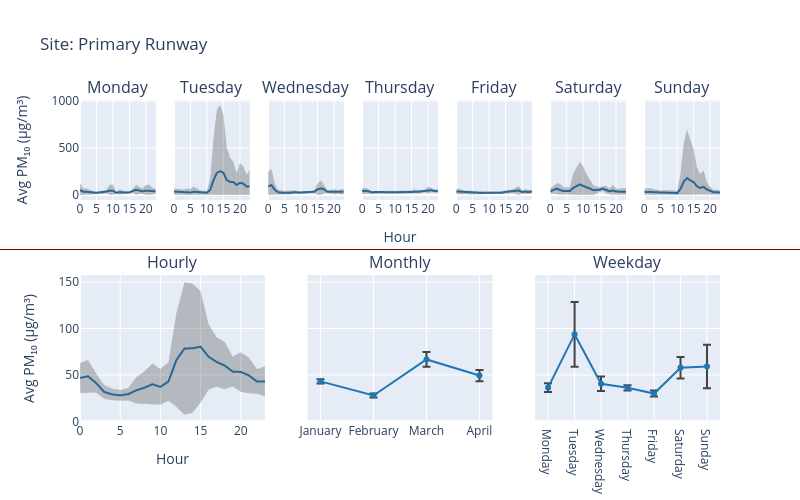 Site: Primary Runway
Monday Tuesday Wednesday Thursday Friday Saturday Sunday
Avg PM₁₀ (µg/m³)
1000
500
0
0 5 10 15 20 0 5 10 15 20 0 5 10 15 20 0 5 10 15 20 0 5 10 15 20 0 5 10 15 20 0 5 10 15 20
Hour
Hourly Monthly Weekday
Avg PM₁₀ (µg/m³)
150
100
50
0
0 5 10 15 20
Hour
January February March April
Monday
Tuesday
Wednesday
Thursday
Friday
Saturday
Sunday